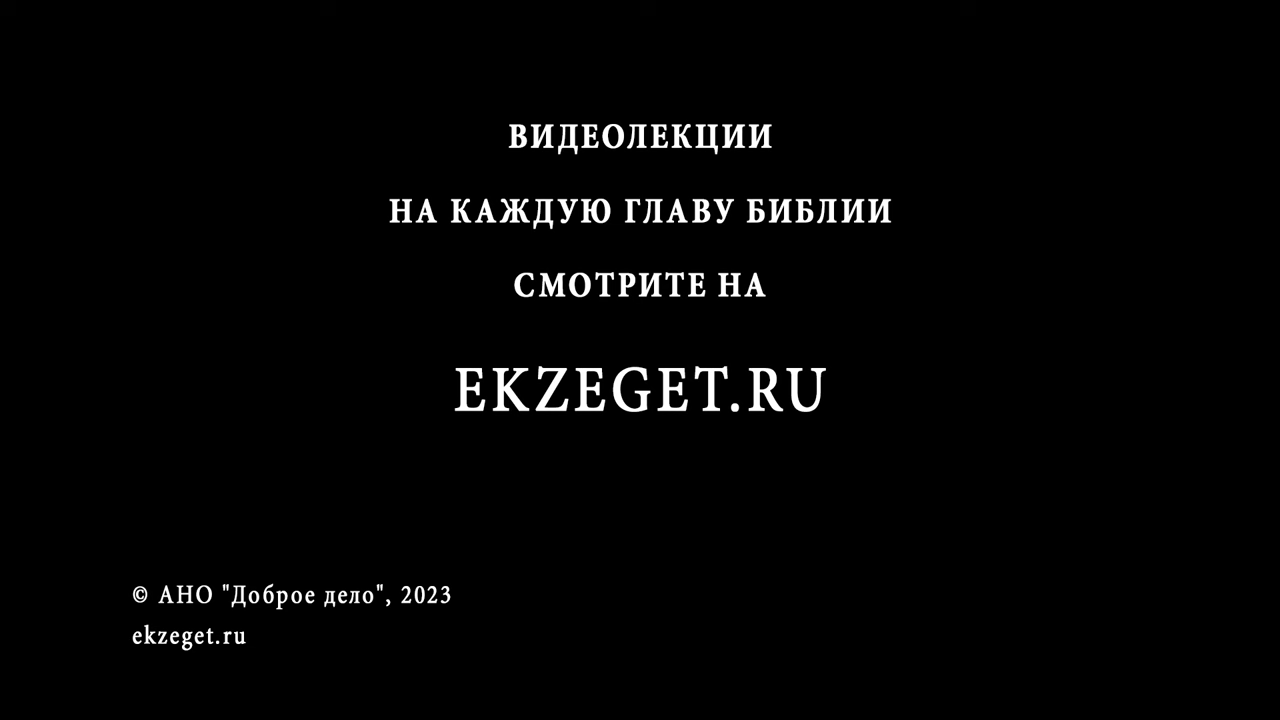 ВИДЕОЛЕКЦИИ
НА КАЖДУЮ ГЛАВУ БИБЛИИ
СМОТРИТЕ НА
EKZEGET.RU
© АНО "Доброе дело", 2023
ekzeget.ru